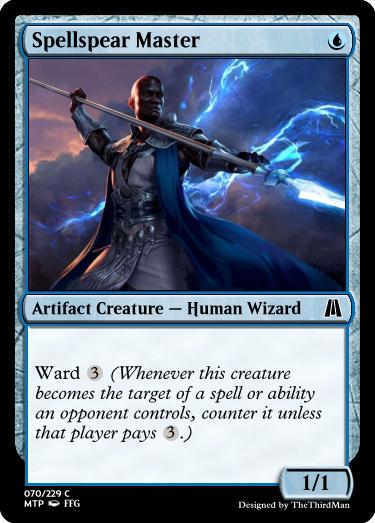 Spellspear Master
Artifact Creature — Human Wizard
Ward 3 (Whenever this creature
becomes the target of a spell or ability
an opponent controls, counter it unless
that player pays 3.)
1/1
070/229 C
MTP FFG
Designed by TheThirdMan